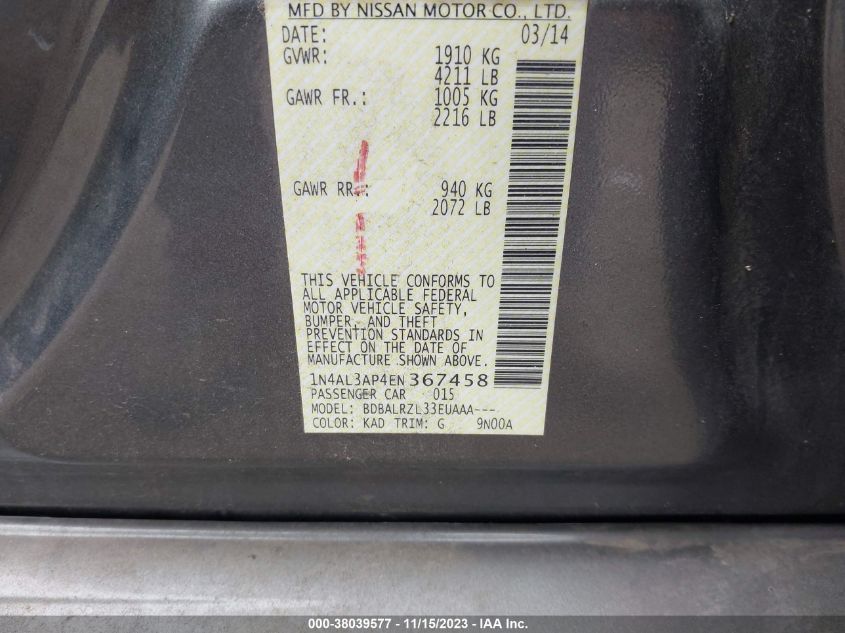 MFD BY NISSAN MOTOR CO., LTD.
DATE: 03/14
GVWR: 1910 KG
4211 LB
GAWR FR.: 1005 KG
2216 LB
GAWR RR.: 940 KG
2072 LB
THIS VEHICLE CONFORMS TO
ALL APPLICABLE FEDERAL
MOTOR VEHICLE SAFETY,
BUMPER, AND THEFT
PREVENTION STANDARDS IN
EFFECT ON THE DATE OF
MANUFACTURE SHOWN ABOVE.
1N4AL3AP4EN367458
PASSENGER CAR 015
MODEL: BDBALRZL33EUAAA---
COLOR: KAD TRIM: G 9N00A
000-38039577 - 11/15/2023 - IAA Inc.